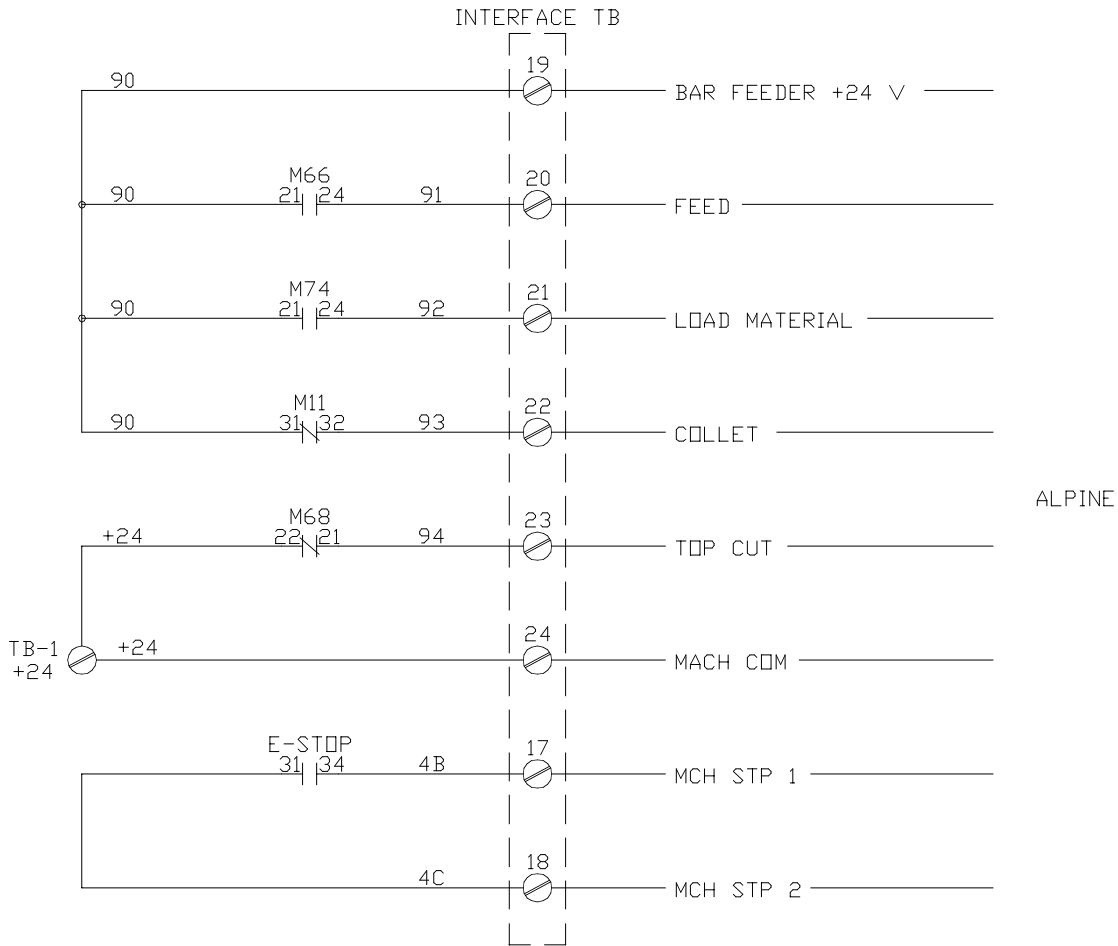 INTERFACE TB
90 19 BAR FEEDER +24 V
M66
90 21 24 91 20 FEED
M74
90 21 24 92 21 LOAD MATERIAL
M11
90 31 32 93 22 COLLET
ALPINE
M68
+24 22 21 94 23 TOP CUT
TB-1 +24 24 MACH COM
+24
E-STOP
31 34 4B 17 MCH STP 1
4C 18 MCH STP 2